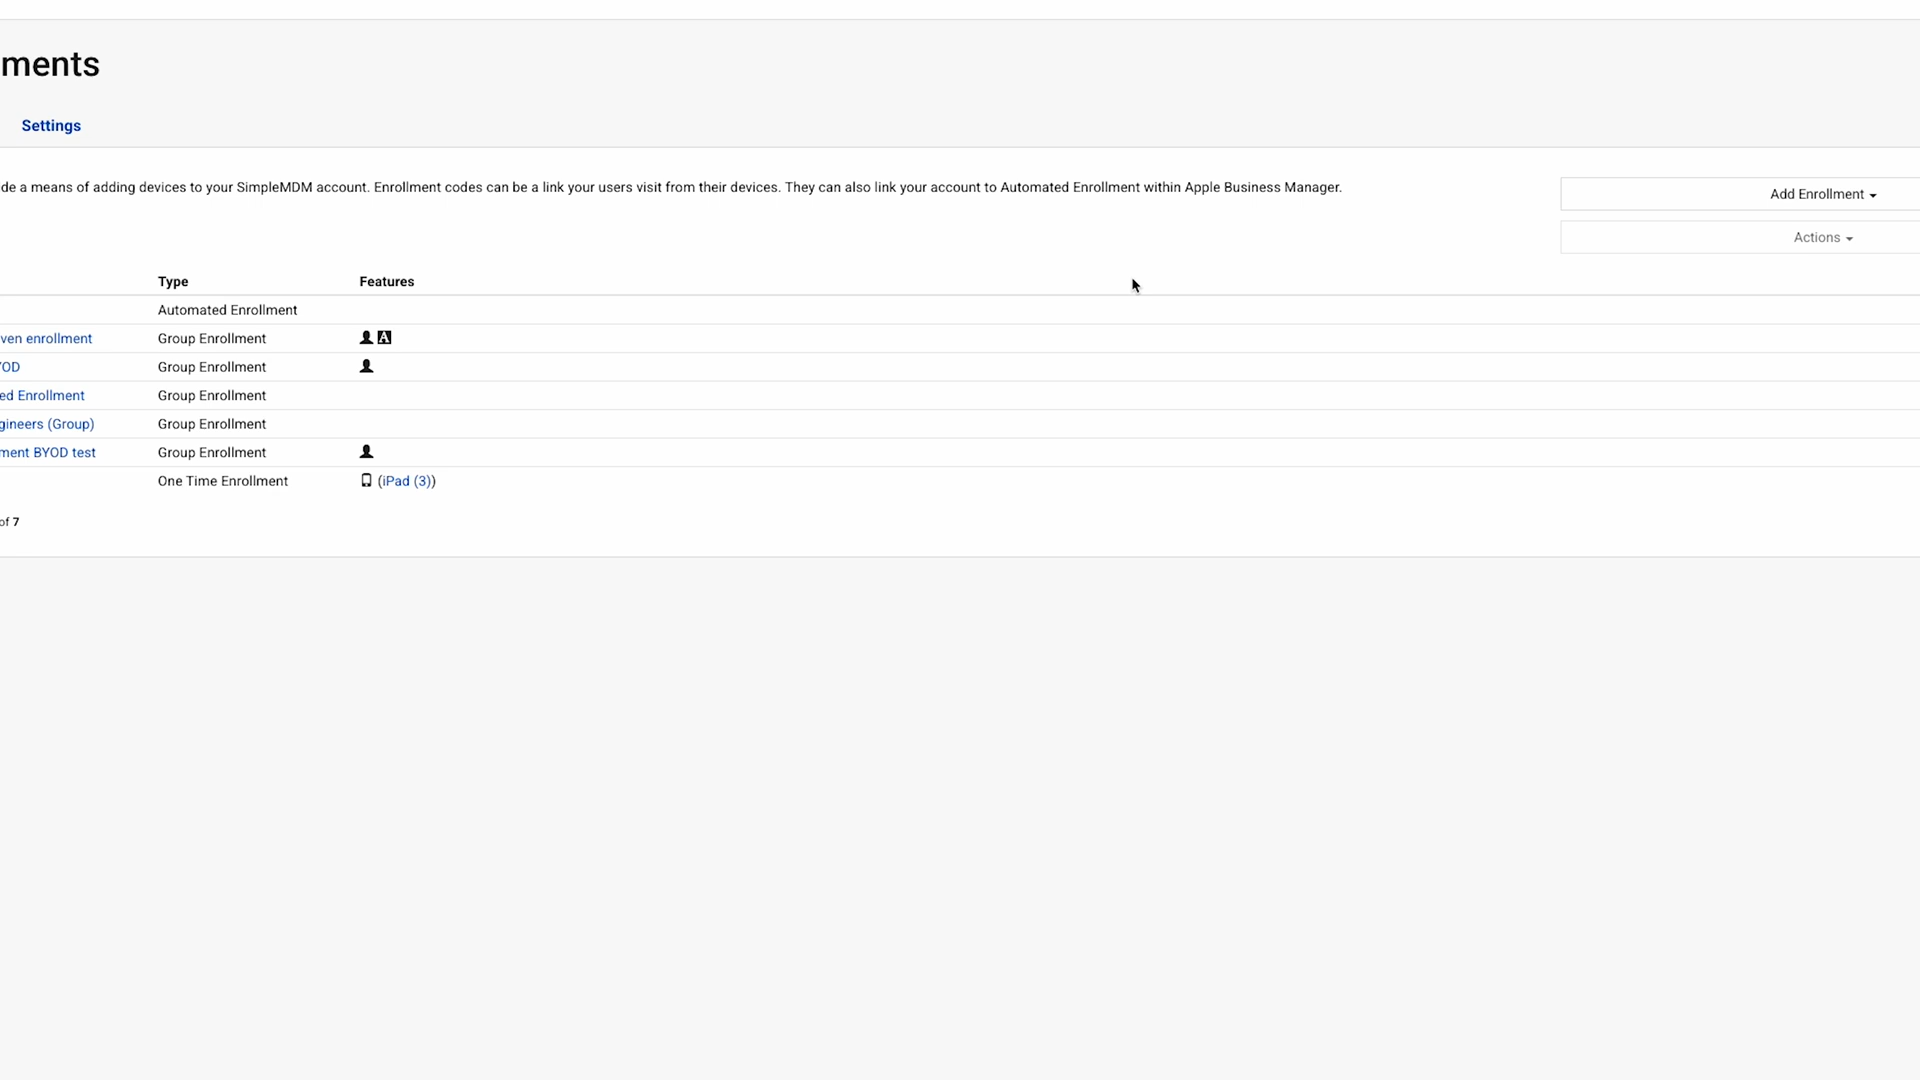 ments
Settings
de a means of adding devices to your SimpleMDM account. Enrollment codes can be a link your users visit from their devices. They can also link your account to Automated Enrollment within Apple Business Manager.
Add Enrollment
Actions
Type Features
Automated Enrollment
ven enrollment Group Enrollment A
YOD Group Enrollment
ed Enrollment Group Enrollment
gineers (Group) Group Enrollment
ment BYOD test Group Enrollment
One Time Enrollment (iPad (3))
of 7